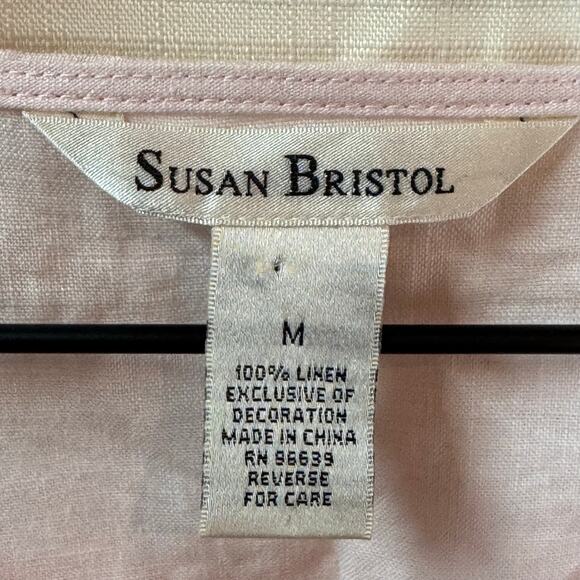 SUSAN BRISTOL
M
100% LINEN
EXCLUSIVE OF
DECORATION
MADE IN CHINA
RN 86639
REVERSE
FOR CARE